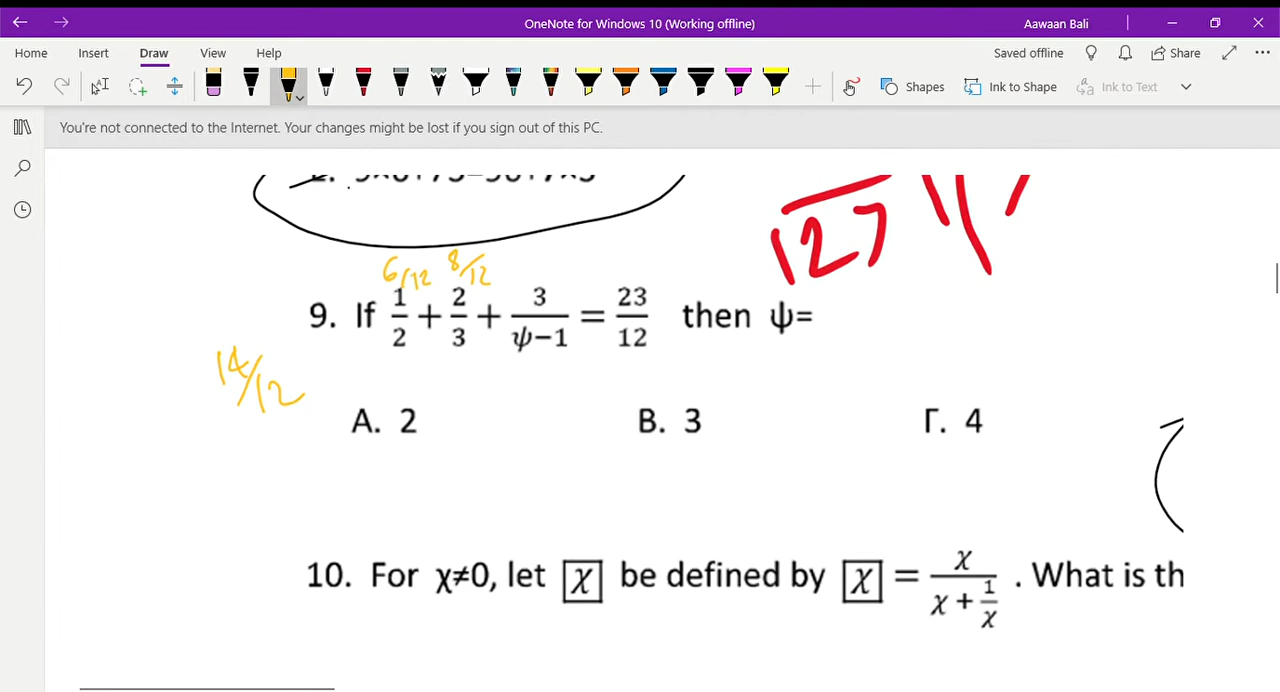 OneNote for Windows 10 (Working offline)
Aawaan Bali
Home Insert Draw View Help
Saved offline
Share
Shapes
Ink to Shape
Ink to Text
You're not connected to the Internet. Your changes might be lost if you sign out of this PC.
127
6/12 8/12
9. If 1/2 + 2/3 + 3/(ψ−1) = 23/12 then ψ=
14/12
A. 2 B. 3 Γ. 4
10. For χ≠0, let [χ] be defined by [χ] = χ/(χ + 1/χ) . What is th